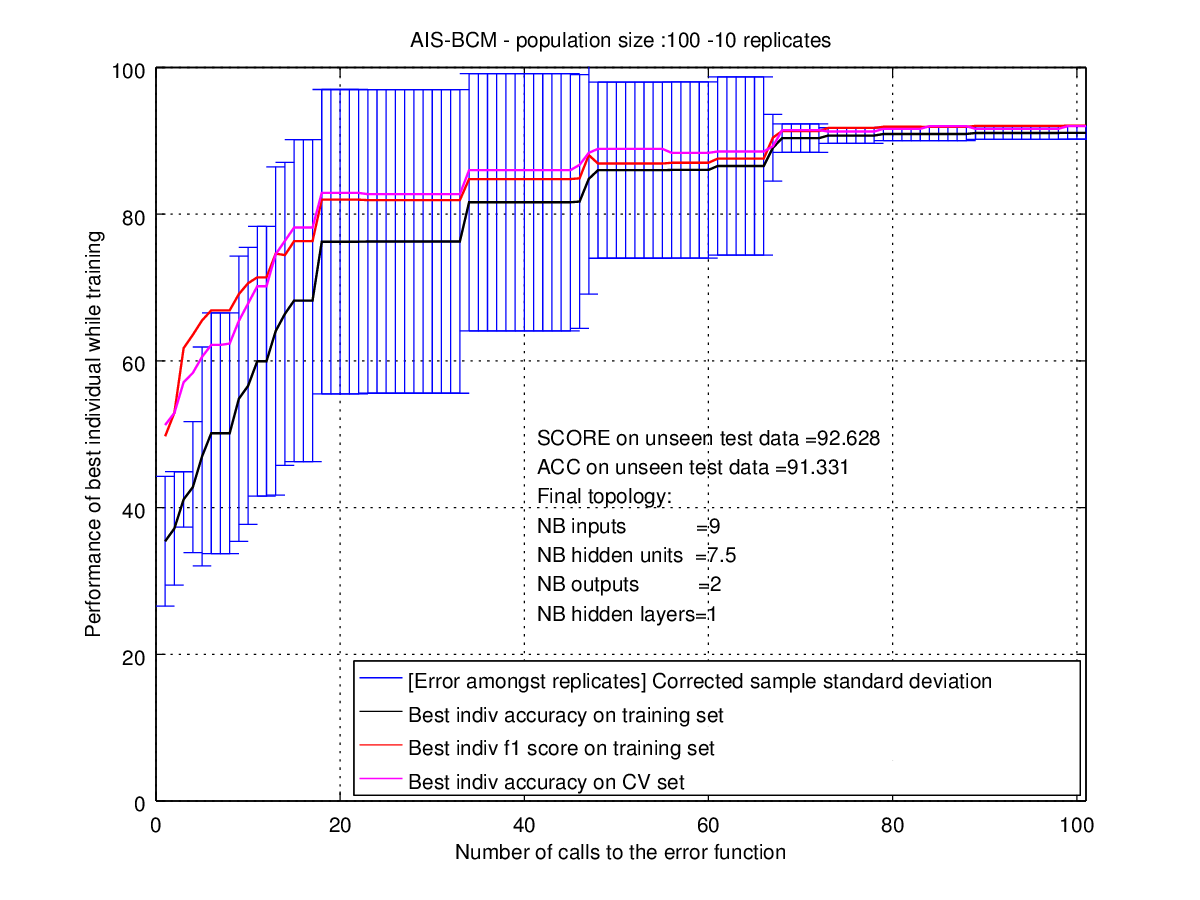 AIS-BCM - population size :100 -10 replicates
Performance of best individual while training
100
80
60
40
20
0
SCORE on unseen test data =92.628
ACC on unseen test data =91.331
Final topology:
NB inputs =9
NB hidden units =7.5
NB outputs =2
NB hidden layers=1
[Error amongst replicates] Corrected sample standard deviation
Best indiv accuracy on training set
Best indiv f1 score on training set
Best indiv accuracy on CV set
0 20 40 60 80 100
Number of calls to the error function